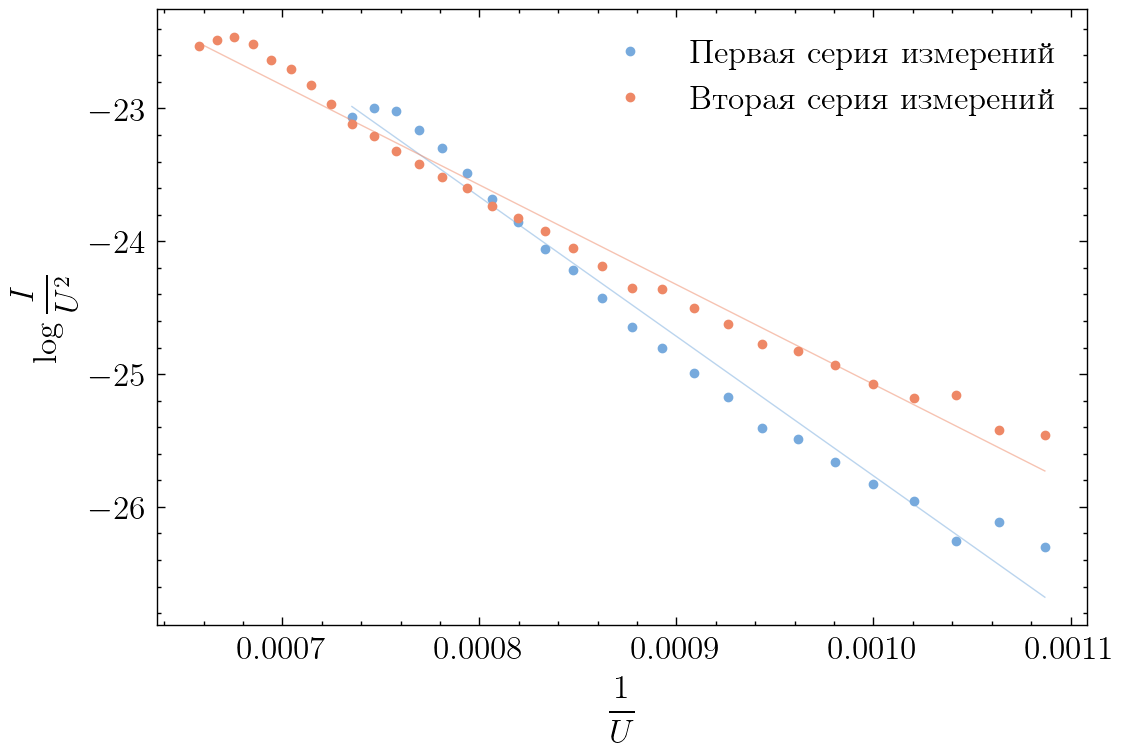 Первая серия измерений
Вторая серия измерений
−23
−24
−25
−26
log I/U²
0.0007 0.0008 0.0009 0.0010 0.0011
1/U